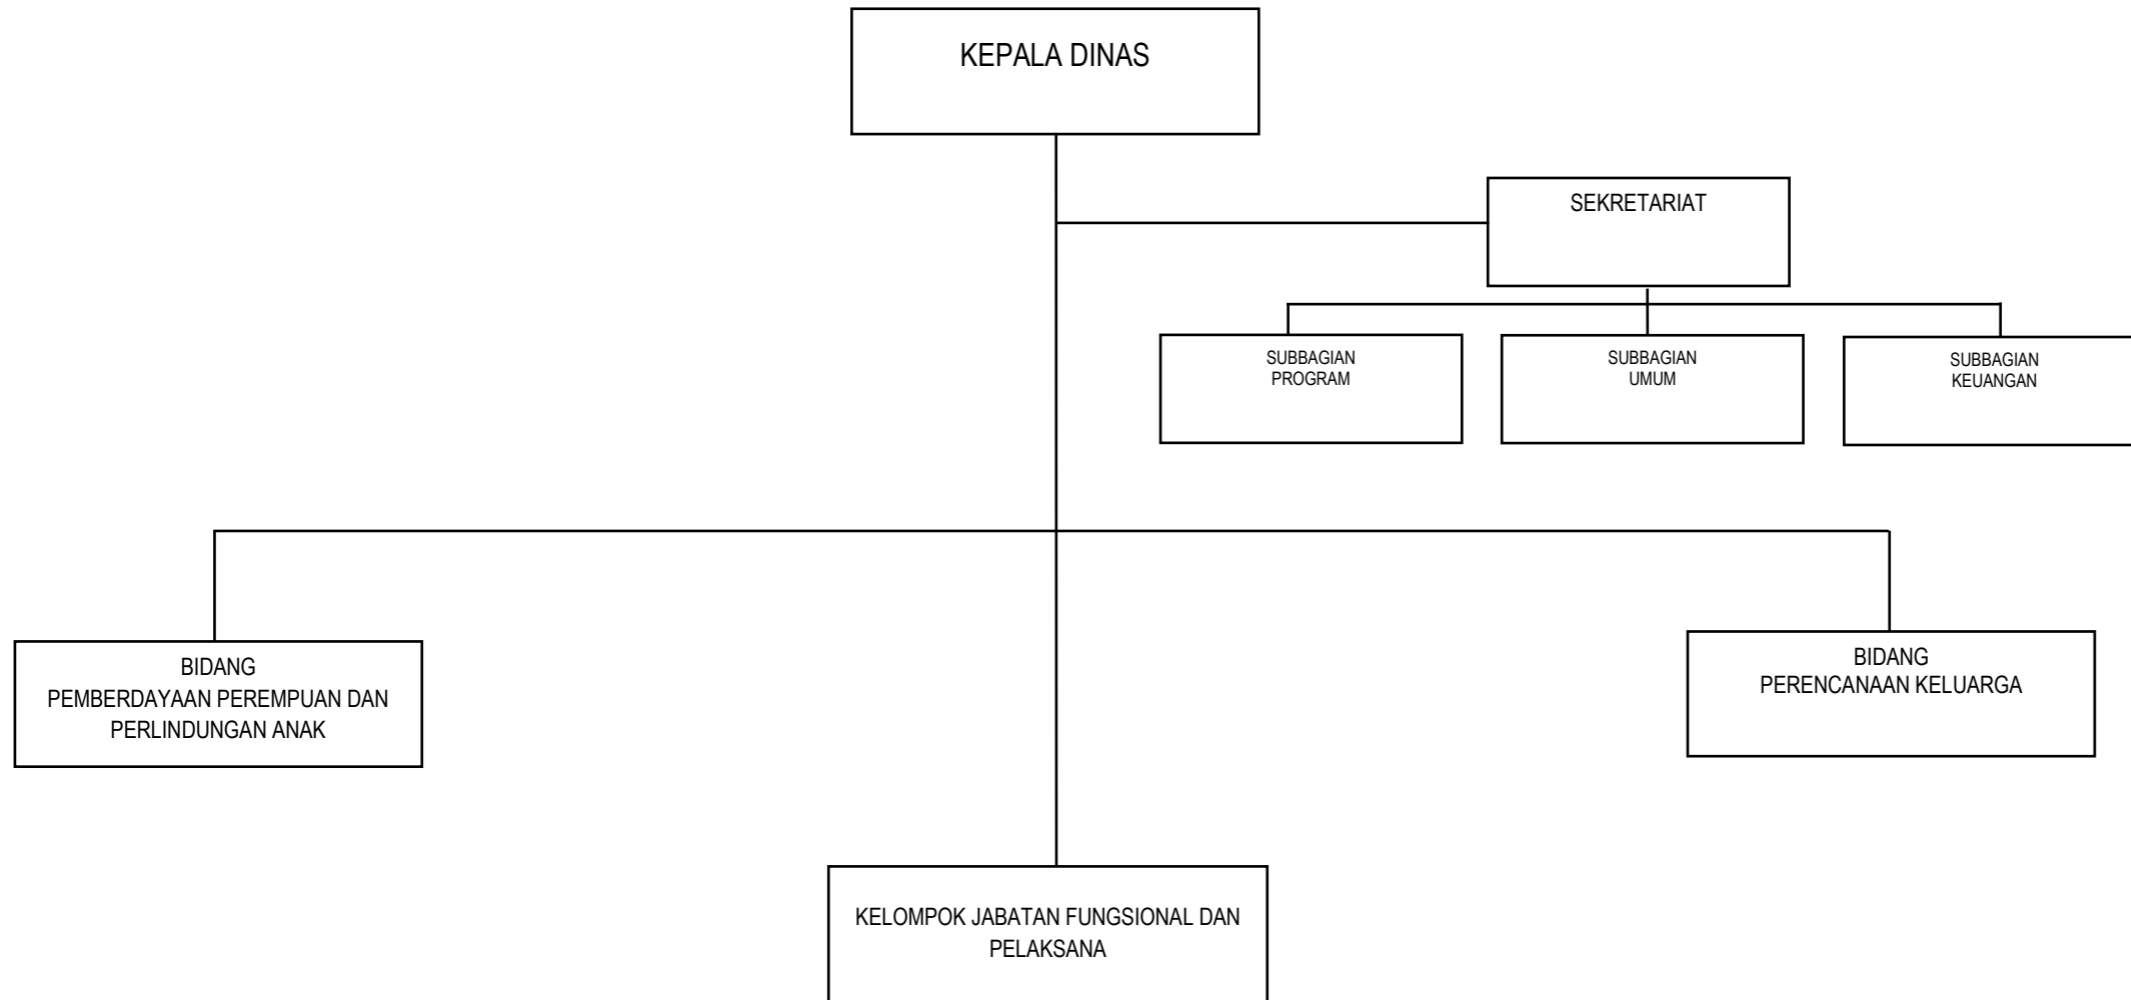 KEPALA DINAS
SEKRETARIAT
SUBBAGIAN
PROGRAM
SUBBAGIAN
UMUM
SUBBAGIAN
KEUANGAN
BIDANG
PEMBERDAYAAN PEREMPUAN DAN
PERLINDUNGAN ANAK
BIDANG
PERENCANAAN KELUARGA
KELOMPOK JABATAN FUNGSIONAL DAN
PELAKSANA